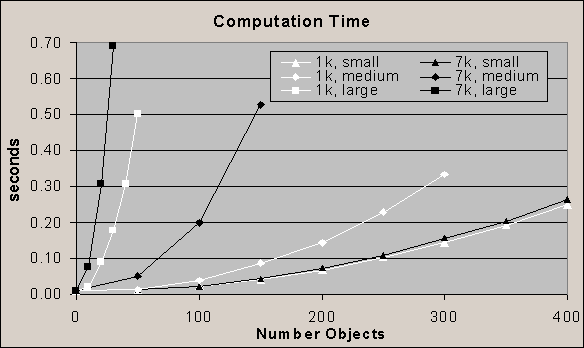 Computation Time
0.70
0.60
0.50
0.40
0.30
0.20
0.10
0.00
seconds
1k, small
7k, small
1k, medium
7k, medium
1k, large
7k, large
0
100
200
300
400
Number Objects